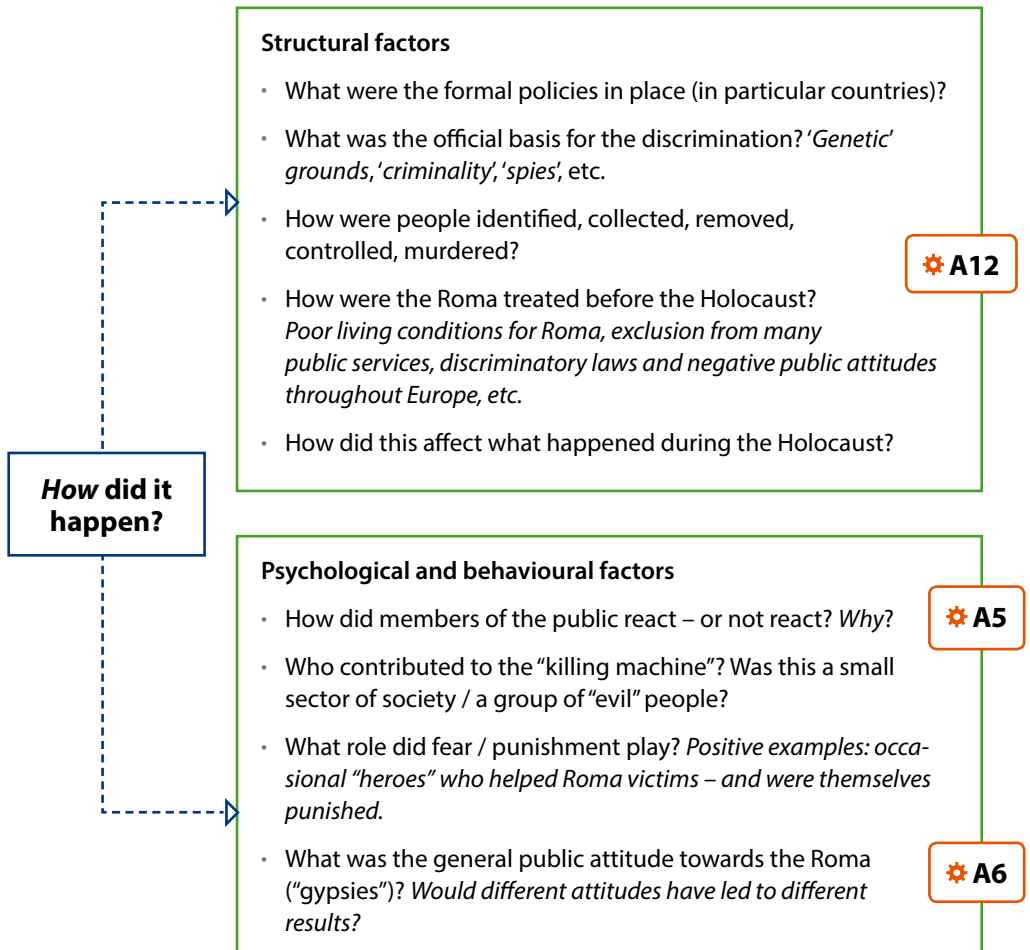 Structural factors
• What were the formal policies in place (in particular countries)?
• What was the official basis for the discrimination? ‘Genetic’
grounds, ‘criminality’, ‘spies’, etc.
• How were people identified, collected, removed,
controlled, murdered?
A12
• How were the Roma treated before the Holocaust?
Poor living conditions for Roma, exclusion from many
public services, discriminatory laws and negative public attitudes
throughout Europe, etc.
• How did this affect what happened during the Holocaust?
How did it
happen?
Psychological and behavioural factors
• How did members of the public react – or not react? Why?
A5
• Who contributed to the “killing machine”? Was this a small
sector of society / a group of “evil” people?
• What role did fear / punishment play? Positive examples: occa-
sional “heroes” who helped Roma victims – and were themselves
punished.
• What was the general public attitude towards the Roma
(“gypsies”)? Would different attitudes have led to different
results?
A6